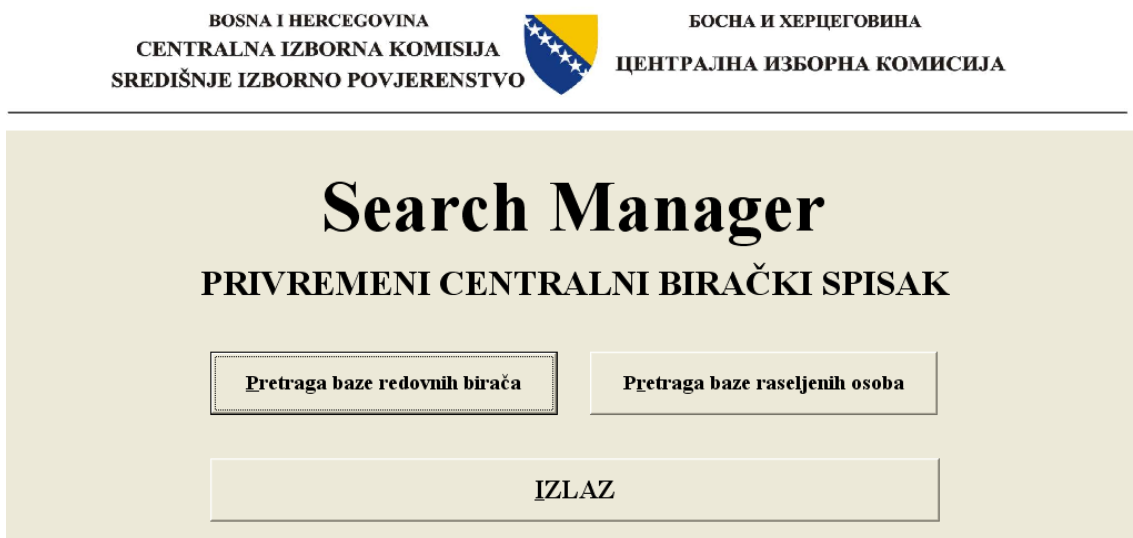 BOSNA I HERCEGOVINA
CENTRALNA IZBORNA KOMISIJA
SREDIŠNJE IZBORNO POVJERENSTVO
БОСНА И ХЕРЦЕГОВИНА
ЦЕНТРАЛНА ИЗБОРНА КОМИСИЈА
Search Manager
PRIVREMENI CENTRALNI BIRAČKI SPISAK
Pretraga baze redovnih birača
Pretraga baze raseljenih osoba
IZLAZ